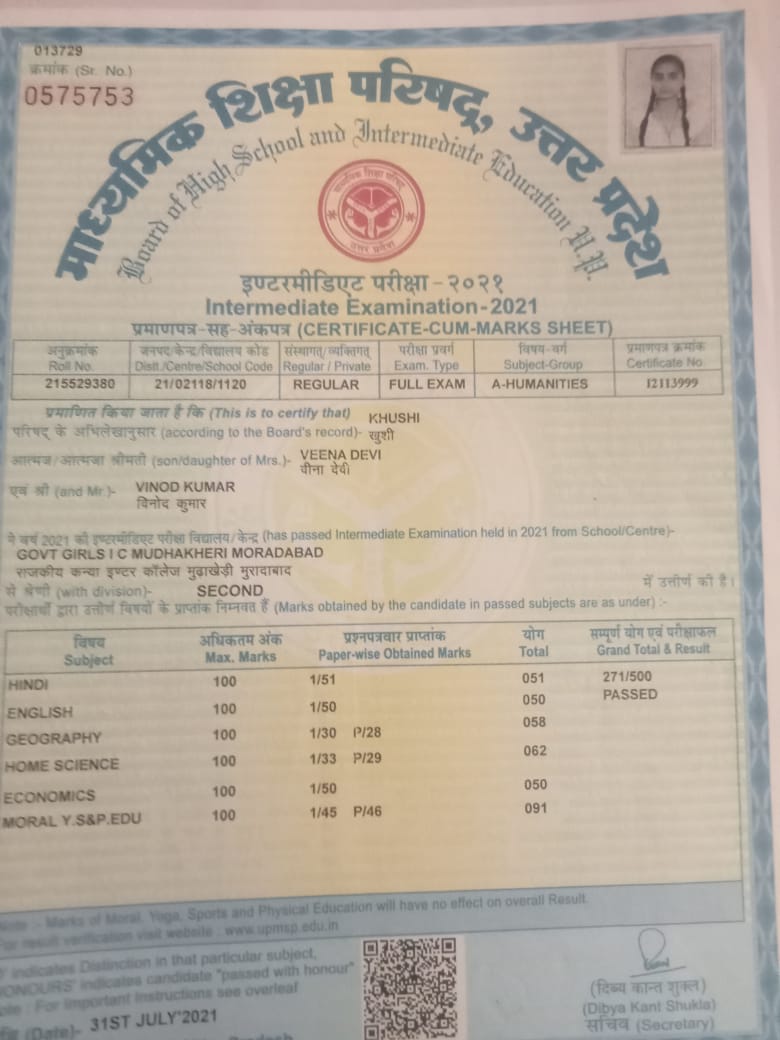 013729
क्रमांक (Sr. No.)
0575753
माध्यमिक शिक्षा परिषद्, उत्तर प्रदेश
Board of High School and Intermediate Education U.P.
माध्यमिक शिक्षा परिषद्
उत्तर प्रदेश
इण्टरमीडिएट परीक्षा - २०२१
Intermediate Examination-2021
प्रमाणपत्र-सह-अंकपत्र (CERTIFICATE-CUM-MARKS SHEET)
अनुक्रमांक जनपद/केन्द्र/विद्यालय कोड संस्थागत/व्यक्तिगत परीक्षा प्रवर्ग विषय-वर्ग प्रमाणपत्र क्रमांक
Roll No. Distt./Centre/School Code Regular / Private Exam. Type Subject-Group Certificate No.
215529380 21/02118/1120 REGULAR FULL EXAM A-HUMANITIES 12113999
प्रमाणित किया जाता है कि (This is to certify that) KHUSHI
परिषद् के अभिलेखानुसार (according to the Board's record)- खुशी
आत्मज/आत्मजा श्रीमती (son/daughter of Mrs.)- VEENA DEVI
वीना देवी
एवं श्री (and Mr.)- VINOD KUMAR
विनोद कुमार
ने वर्ष 2021 की इण्टरमीडिएट परीक्षा विद्यालय/केन्द्र (has passed Intermediate Examination held in 2021 from School/Centre)-
GOVT GIRLS I C MUDHAKHERI MORADABAD
राजकीय कन्या इण्टर कॉलेज मुढ़ाखेड़ी मुरादाबाद
से श्रेणी (with division)- SECOND में उत्तीर्ण की है।
परीक्षार्थी द्वारा उत्तीर्ण विषयों के प्राप्तांक निम्नवत हैं (Marks obtained by the candidate in passed subjects are as under) :-
विषय अधिकतम अंक प्रश्नपत्रवार प्राप्तांक योग सम्पूर्ण योग एवं परीक्षाफल
Subject Max. Marks Paper-wise Obtained Marks Total Grand Total & Result
HINDI 100 1/51 051 271/500
ENGLISH 100 1/50 050 PASSED
GEOGRAPHY 100 1/30 P/28 058
HOME SCIENCE 100 1/33 P/29 062
ECONOMICS 100 1/50 050
MORAL Y.S&P.EDU 100 1/45 P/46 091
Note :- Marks of Moral, Yoga, Sports and Physical Education will have no effect on overall Result.
For result verification visit website : www.upmsp.edu.in
indicates Distinction in that particular subject,
HONOURS' indicates candidate "passed with honour"
Note : For Important Instructions see overleaf
(Date)- 31ST JULY'2021
(दिब्य कान्त शुक्ल)
(Dibya Kant Shukla)
सचिव (Secretary)